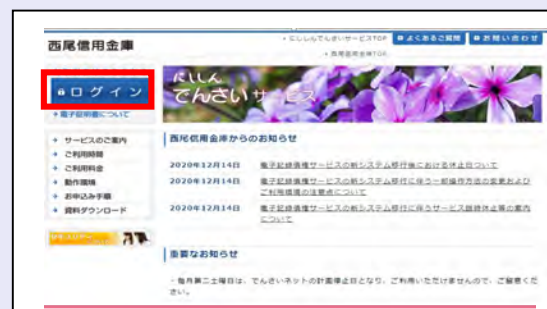 西尾信用金庫
にししんでんさいサービスTOP
よくあるご質問
お問い合わせ
西尾信用金庫TOP
ログイン
電子証明書について
にししん
でんさいサービス
サービスのご案内
ご利用時間
ご利用料金
動作環境
お申込み手順
資料ダウンロード
西尾信用金庫からのお知らせ
2020年12月14日 電子記録債権サービスの新システム移行後における休止日について
2020年12月14日 電子記録債権サービスの新システム移行に伴う一部操作方法の変更および
ご利用環境の注意点について
2020年12月14日 電子記録債権サービスの新システム移行に伴うサービス臨時休止等の案内
について
重要なお知らせ
・毎月第二土曜日は、でんさいネットの計画停止日となり、ご利用いただけませんので、ご留意くだ
さい。